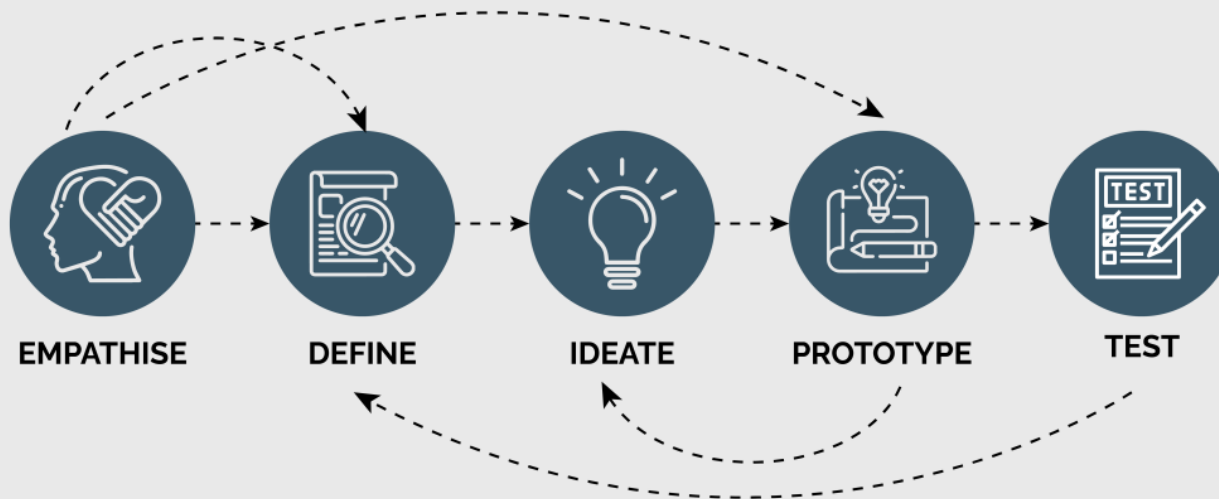 TEST
EMPATHISE
DEFINE
IDEATE
PROTOTYPE
TEST